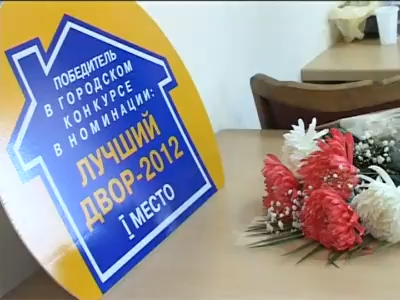 ПОБЕДИТЕЛЬ
В ГОРОДСКОМ
КОНКУРСЕ
В НОМИНАЦИИ:
ЛУЧШИЙ
ДВОР-2012
I МЕСТО